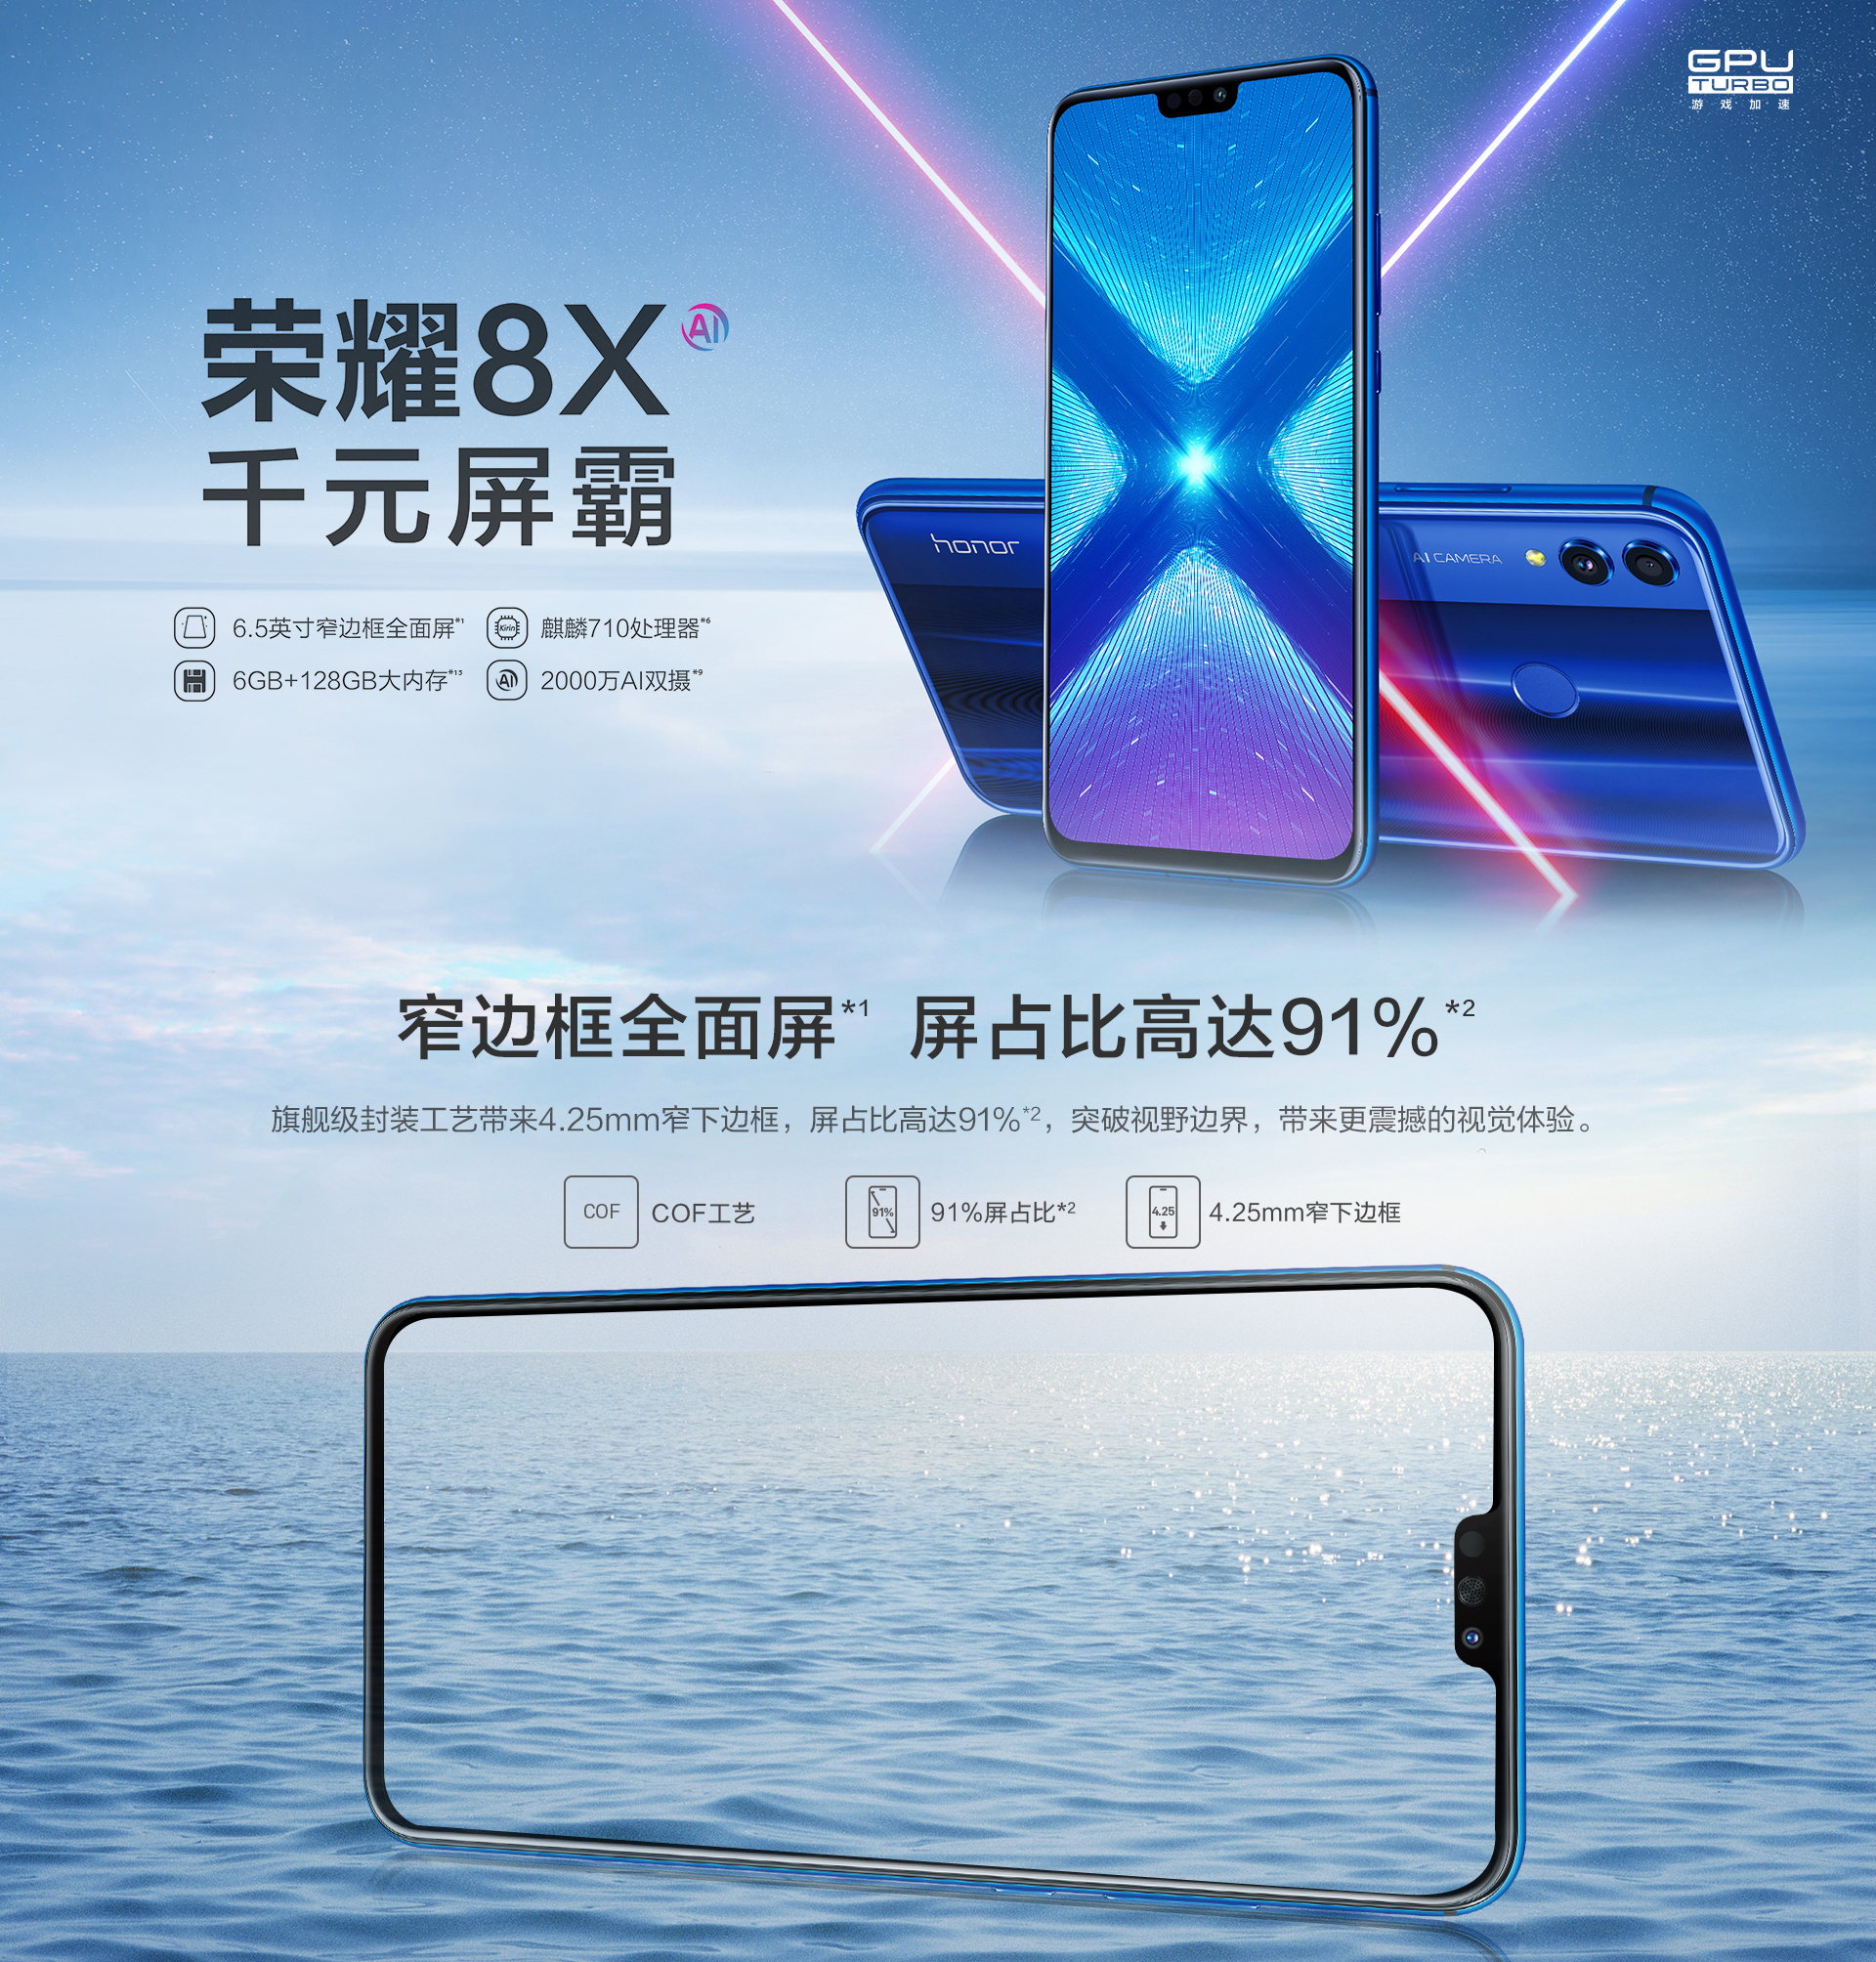 GPU
TURBO
游戏加速
荣耀8X AI
千元屏霸
honor
AI CAMERA
6.5英寸窄边框全面屏*1
Kirin 麒麟710处理器*6
6GB+128GB大内存*13
AI 2000万AI双摄*9
窄边框全面屏*1 屏占比高达91%*2
旗舰级封装工艺带来4.25mm窄下边框，屏占比高达91%*2，突破视野边界，带来更震撼的视觉体验。
COF COF工艺
91% 91%屏占比*2
4.25 4.25mm窄下边框